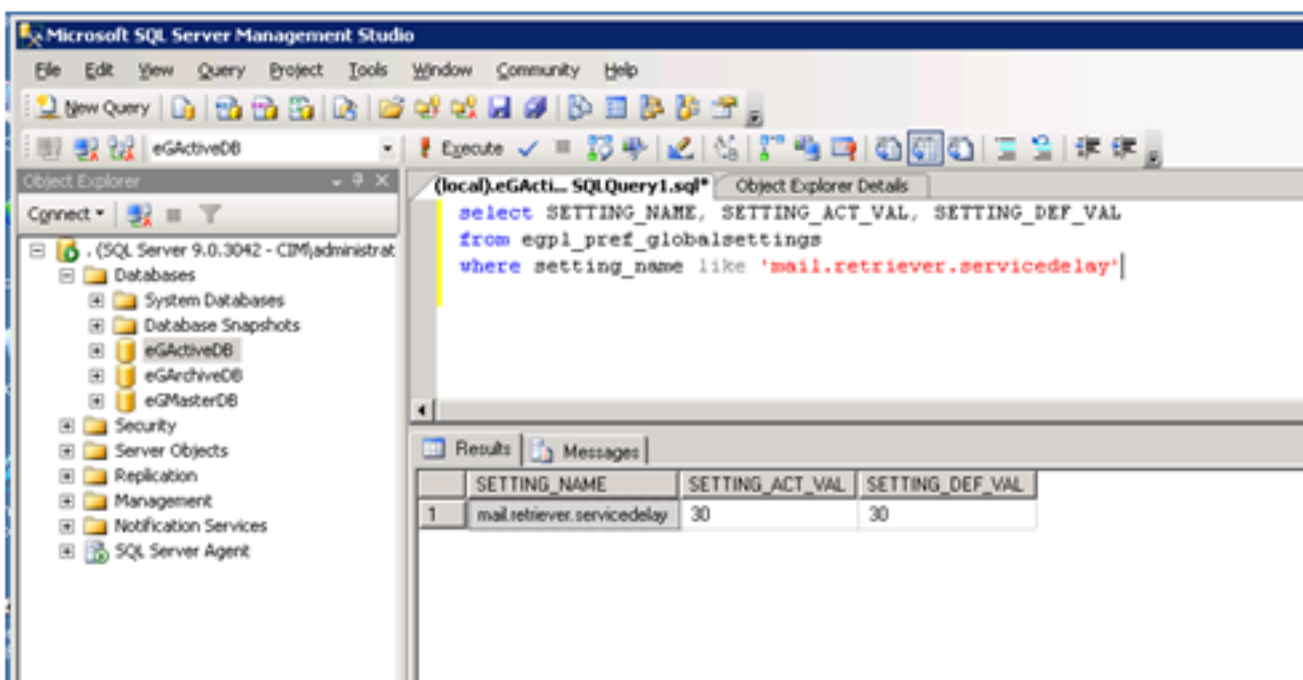 Microsoft SQL Server Management Studio
File Edit View Query Project Tools Window Community Help
New Query
eGActiveDB
Execute
Object Explorer
(local).eGActi... SQLQuery1.sql*
Object Explorer Details
Connect
select SETTING_NAME, SETTING_ACT_VAL, SETTING_DEF_VAL
from egpl_pref_globalsettings
where setting_name like 'mail.retriever.servicedelay'
. (SQL Server 9.0.3042 - CIM\administrat
Databases
System Databases
Database Snapshots
eGActiveDB
eGArchiveDB
eGMasterDB
Security
Server Objects
Replication
Management
Notification Services
SQL Server Agent
Results Messages
SETTING_NAME SETTING_ACT_VAL SETTING_DEF_VAL
1 mail.retriever.servicedelay 30 30